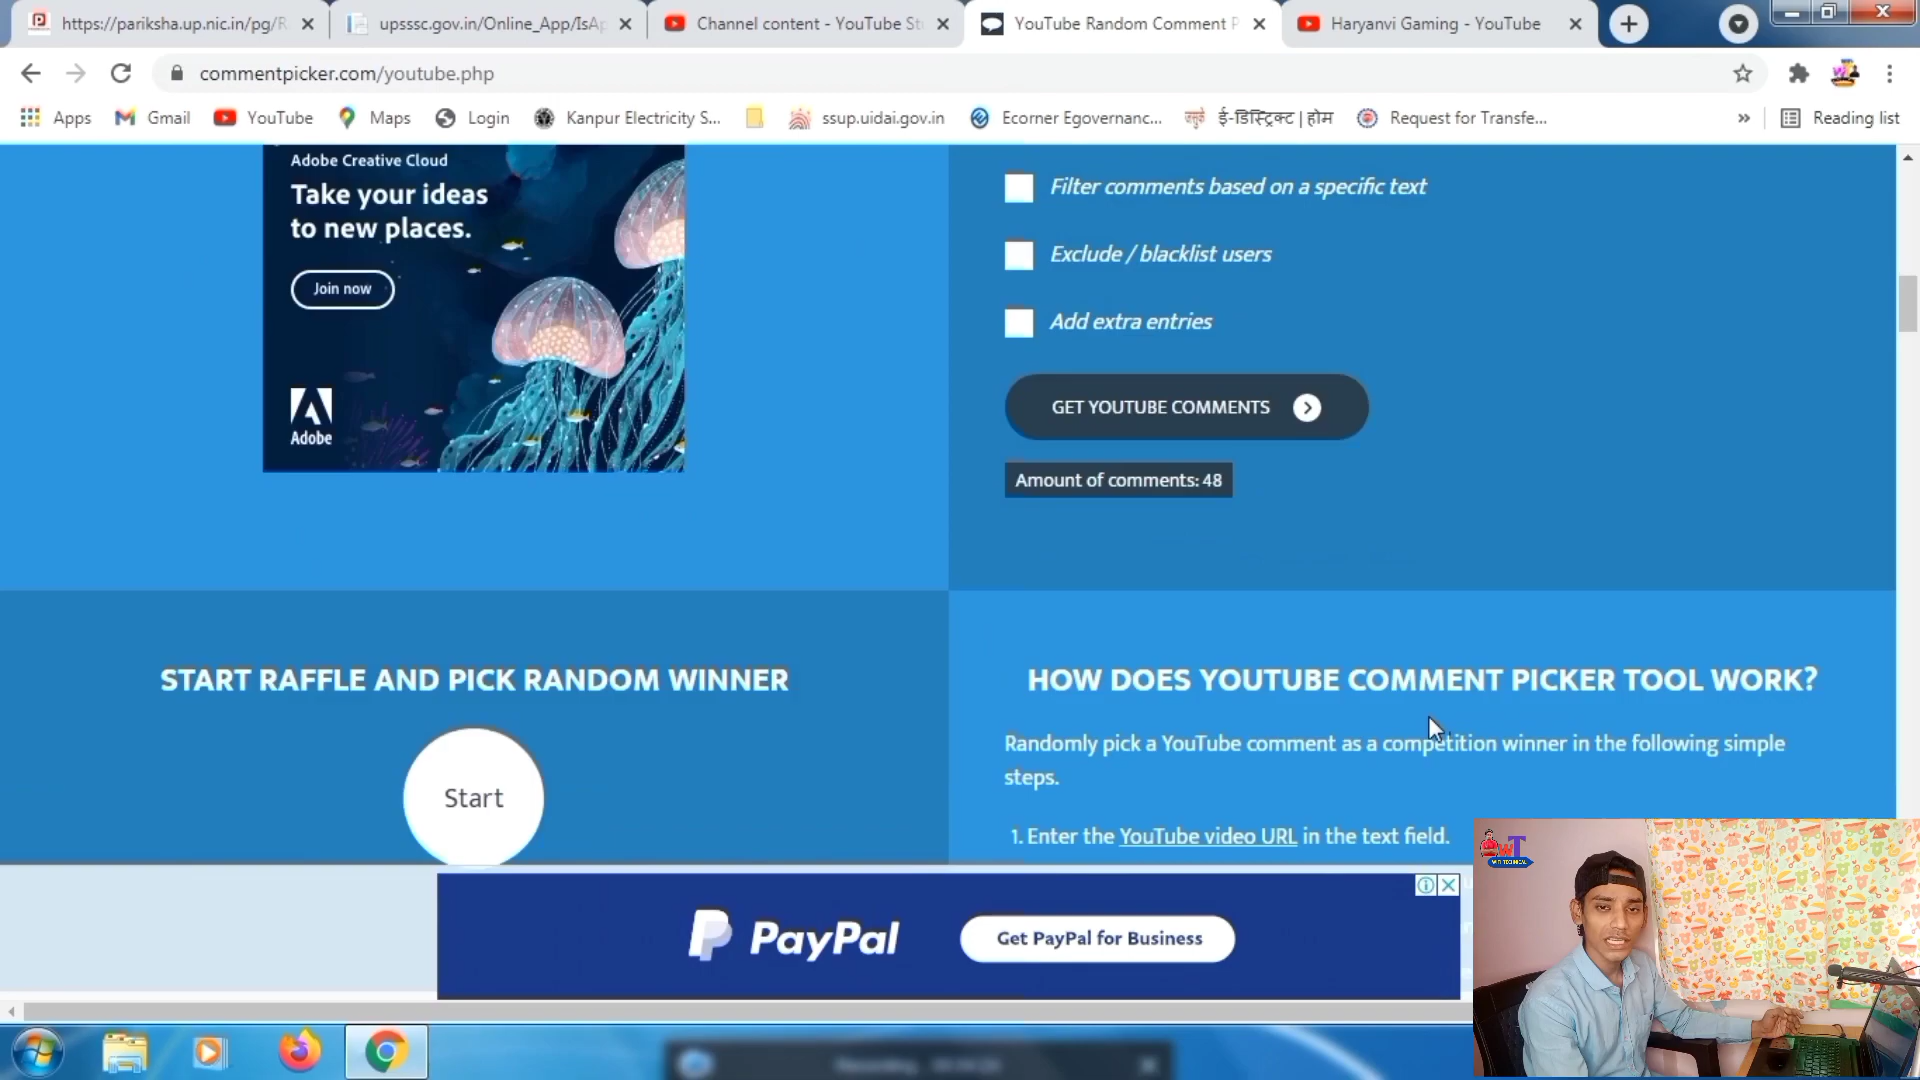 https://pariksha.up.nic.in/pg/R
upsssc.gov.in/Online_App/IsAp
Channel content - YouTube St
YouTube Random Comment P
Haryanvi Gaming - YouTube
commentpicker.com/youtube.php
Apps
Gmail
YouTube
Maps
Login
Kanpur Electricity S...
ssup.uidai.gov.in
Ecorner Egovernanc...
ई-डिस्ट्रिक्ट | होम
Request for Transfe...
»
Reading list
Adobe Creative Cloud
Take your ideas
to new places.
Join now
Adobe
Filter comments based on a specific text
Exclude / blacklist users
Add extra entries
GET YOUTUBE COMMENTS
Amount of comments: 48
START RAFFLE AND PICK RANDOM WINNER
Start
HOW DOES YOUTUBE COMMENT PICKER TOOL WORK?
Randomly pick a YouTube comment as a competition winner in the following simple
steps.
1. Enter the YouTube video URL in the text field.
PayPal
Get PayPal for Business
WT
WIFI TECHNICAL